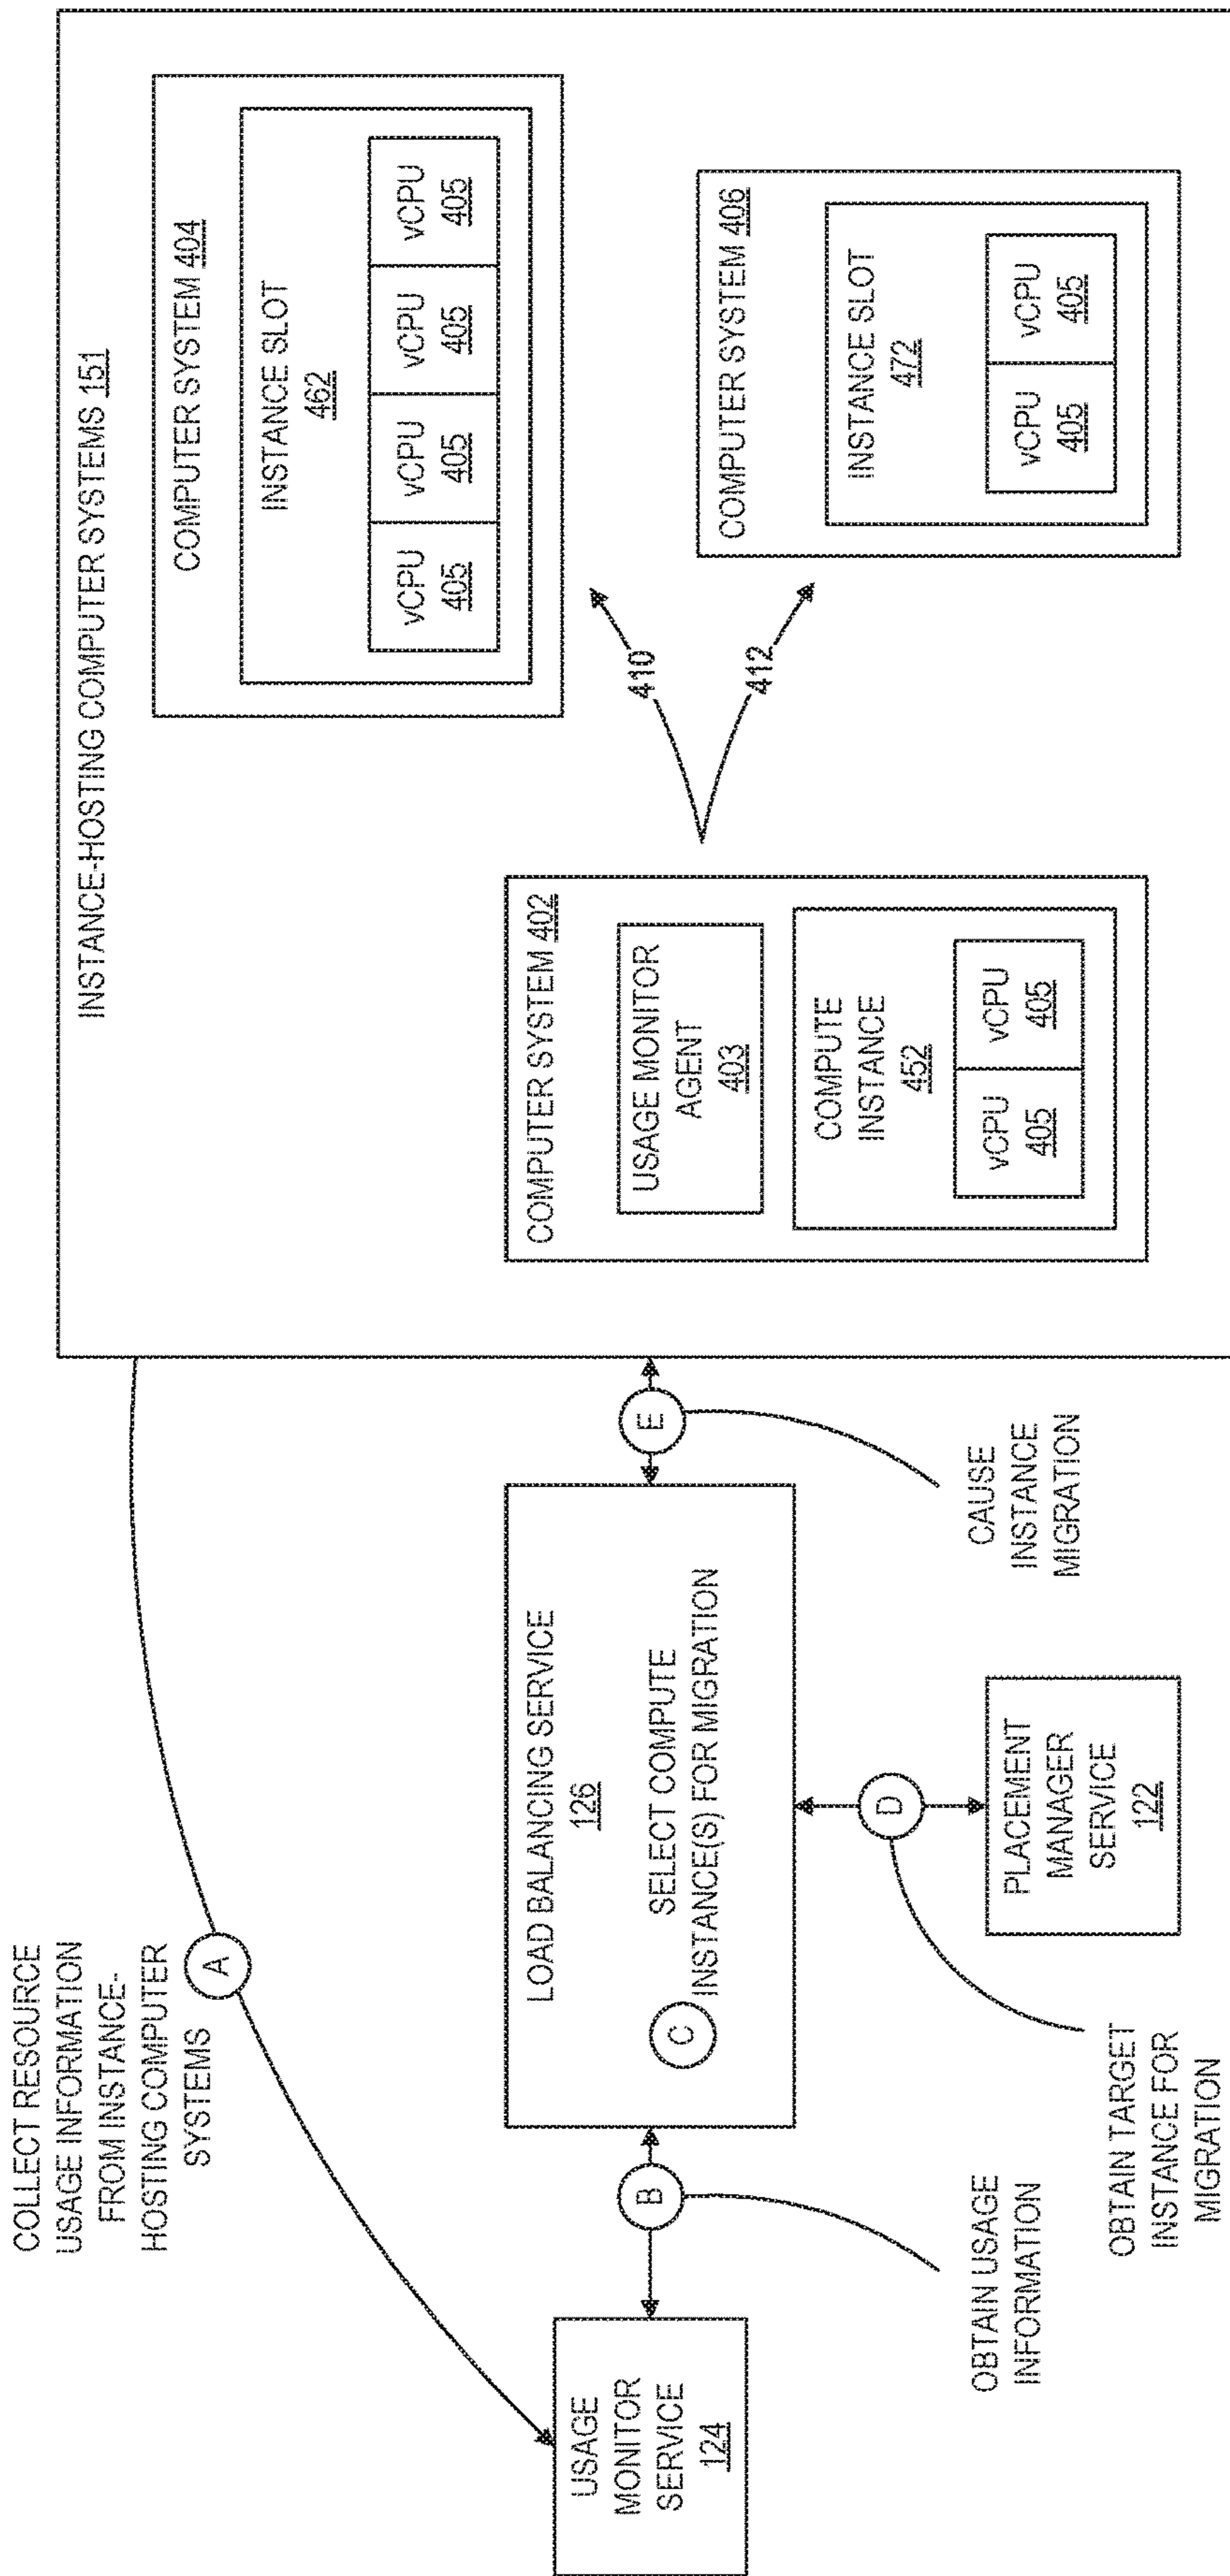 COLLECT RESOURCE
USAGE INFORMATION
FROM INSTANCE-
HOSTING COMPUTER
SYSTEMS
A
USAGE
MONITOR
SERVICE
124
B
OBTAIN USAGE
INFORMATION
LOAD BALANCING SERVICE
126
C
SELECT COMPUTE
INSTANCE(S) FOR MIGRATION
D
OBTAIN TARGET
INSTANCE FOR
MIGRATION
PLACEMENT
MANAGER
SERVICE
122
E
CAUSE
INSTANCE
MIGRATION
INSTANCE-HOSTING COMPUTER SYSTEMS 151
COMPUTER SYSTEM 402
USAGE MONITOR
AGENT
403
COMPUTE
INSTANCE
452
vCPU vCPU
405 405
410
412
COMPUTER SYSTEM 404
INSTANCE SLOT
462
vCPU vCPU vCPU vCPU
405 405 405 405
COMPUTER SYSTEM 406
INSTANCE SLOT
472
vCPU vCPU
405 405